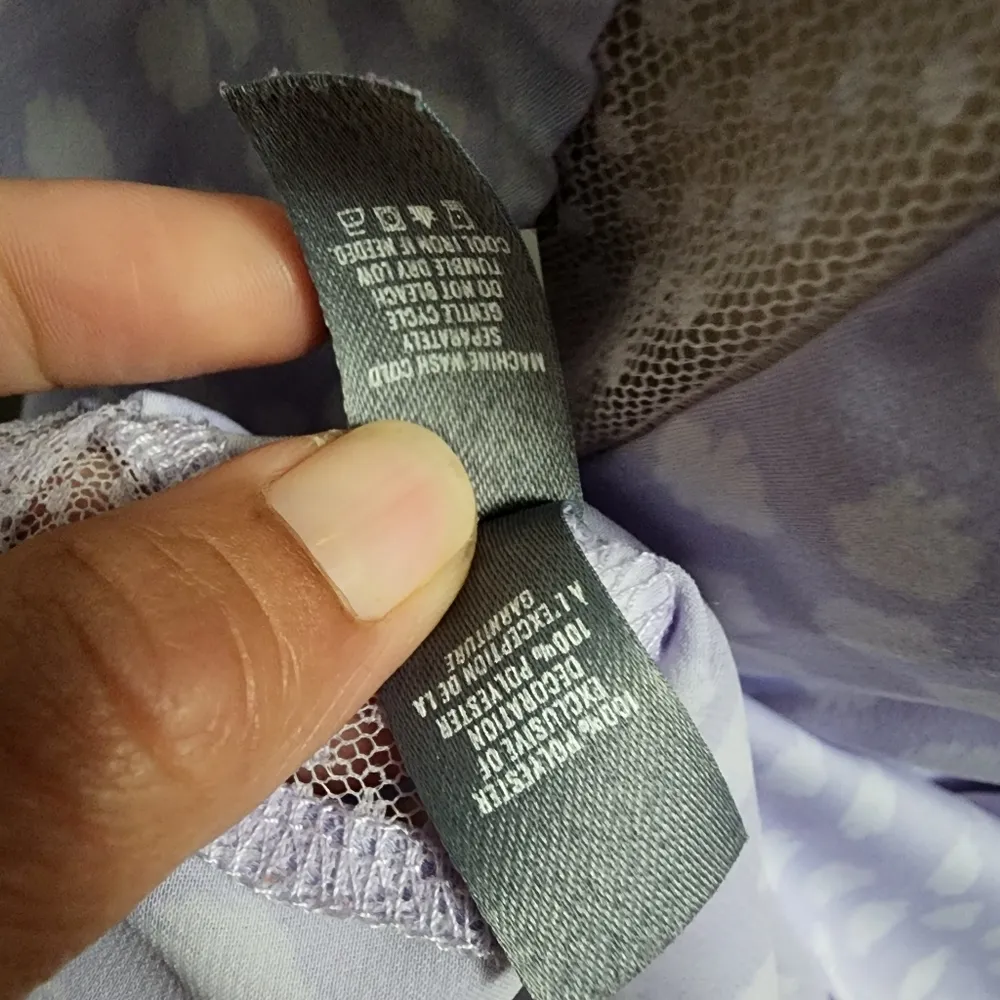 MACHINE WASH COLD
SEPARATELY
GENTLE CYCLE
DO NOT BLEACH
TUMBLE DRY LOW
COOL IRON IF NEEDED.
100% POLYESTER
EXCLUSIVE OF
DECORATION
100% POLYESTER
A L'EXCEPTION DE LA
GARNITURE